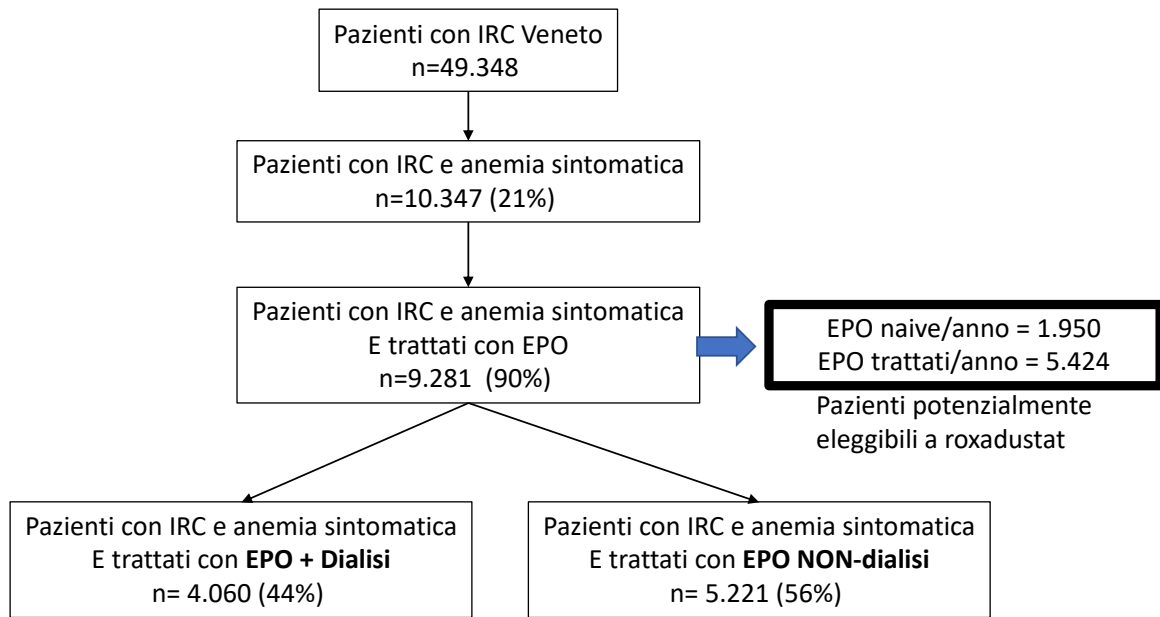 Pazienti con IRC Veneto
n=49.348
Pazienti con IRC e anemia sintomatica
n=10.347 (21%)
Pazienti con IRC e anemia sintomatica
E trattati con EPO
n=9.281 (90%)
EPO naive/anno = 1.950
EPO trattati/anno = 5.424
Pazienti potenzialmente
eleggibili a roxadustat
Pazienti con IRC e anemia sintomatica
E trattati con EPO + Dialisi
n= 4.060 (44%)
Pazienti con IRC e anemia sintomatica
E trattati con EPO NON-dialisi
n= 5.221 (56%)